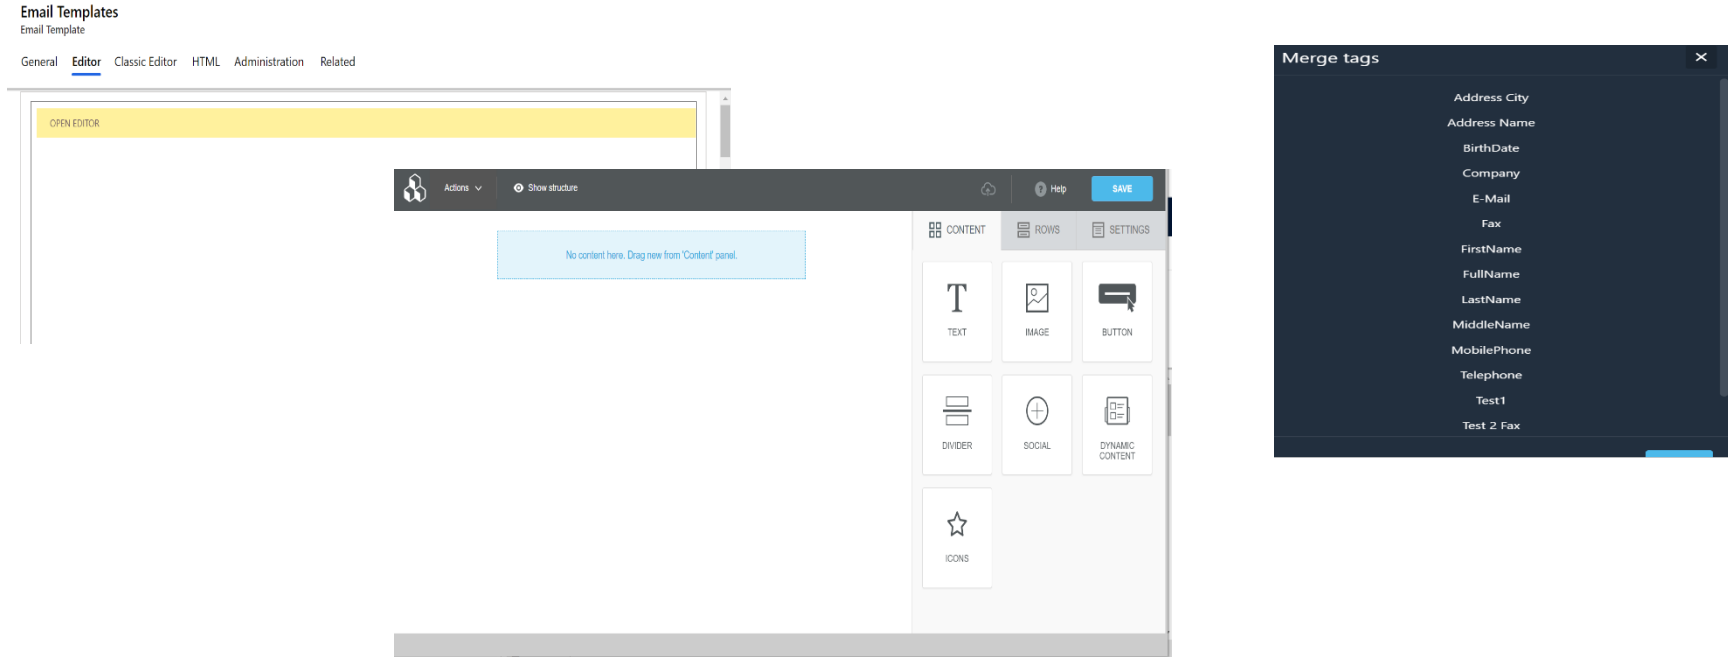 Email Templates
Email Template
General Editor Classic Editor HTML Administration Related
OPEN EDITOR
Actions Show structure ? Help SAVE
No content here. Drag new from 'Content' panel.
CONTENT ROWS SETTINGS
TEXT IMAGE BUTTON
DIVIDER SOCIAL DYNAMIC
CONTENT
ICONS
Merge tags
Address City
Address Name
BirthDate
Company
E-Mail
Fax
FirstName
FullName
LastName
MiddleName
MobilePhone
Telephone
Test1
Test 2 Fax